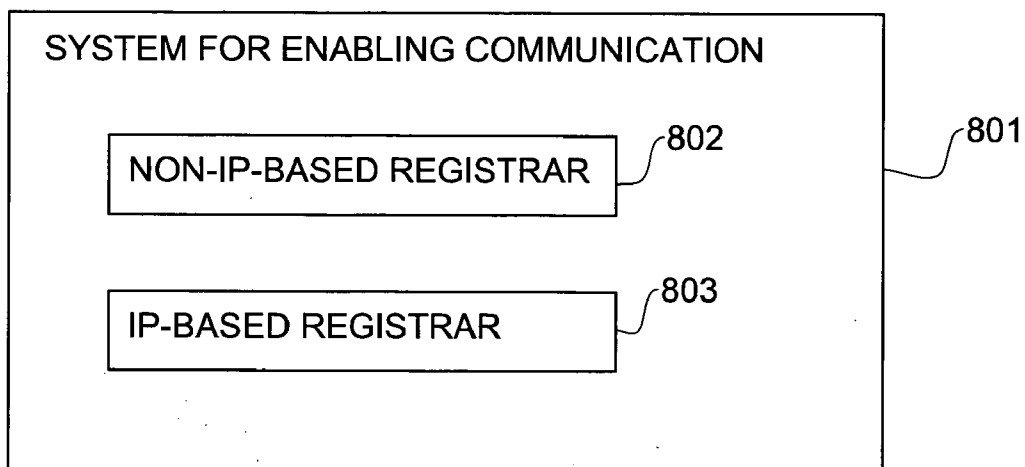 SYSTEM FOR ENABLING COMMUNICATION
801
802
NON-IP-BASED REGISTRAR
803
IP-BASED REGISTRAR